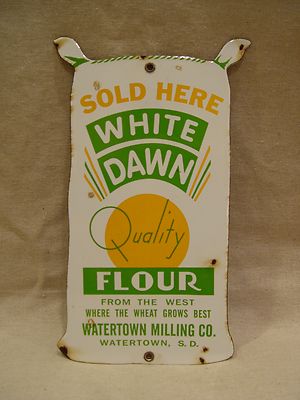 SOLD HERE
WHITE
DAWN
Quality
FLOUR
FROM THE WEST
WHERE THE WHEAT GROWS BEST
WATERTOWN MILLING CO.
WATERTOWN, S. D.